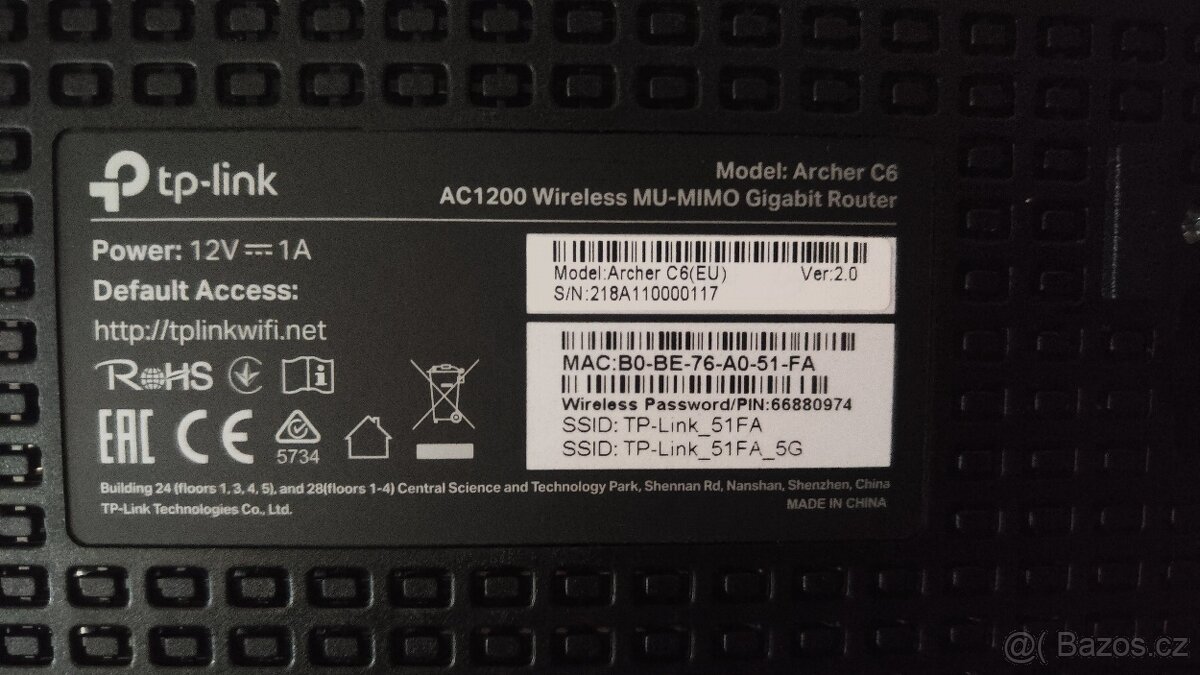 tp-link
Model: Archer C6
AC1200 Wireless MU-MIMO Gigabit Router
Power: 12V⎓1A
Default Access:
http://tplinkwifi.net
Model:Archer C6(EU) Ver:2.0
S/N:218A110000117
MAC:B0-BE-76-A0-51-FA
Wireless Password/PIN:66880974
SSID: TP-Link_51FA
SSID: TP-Link_51FA_5G
RoHS
EAC CE
5734
Building 24 (floors 1, 3, 4, 5), and 28(floors 1-4) Central Science and Technology Park, Shennan Rd, Nanshan, Shenzhen, China
TP-Link Technologies Co., Ltd.
MADE IN CHINA
@( Bazos.cz